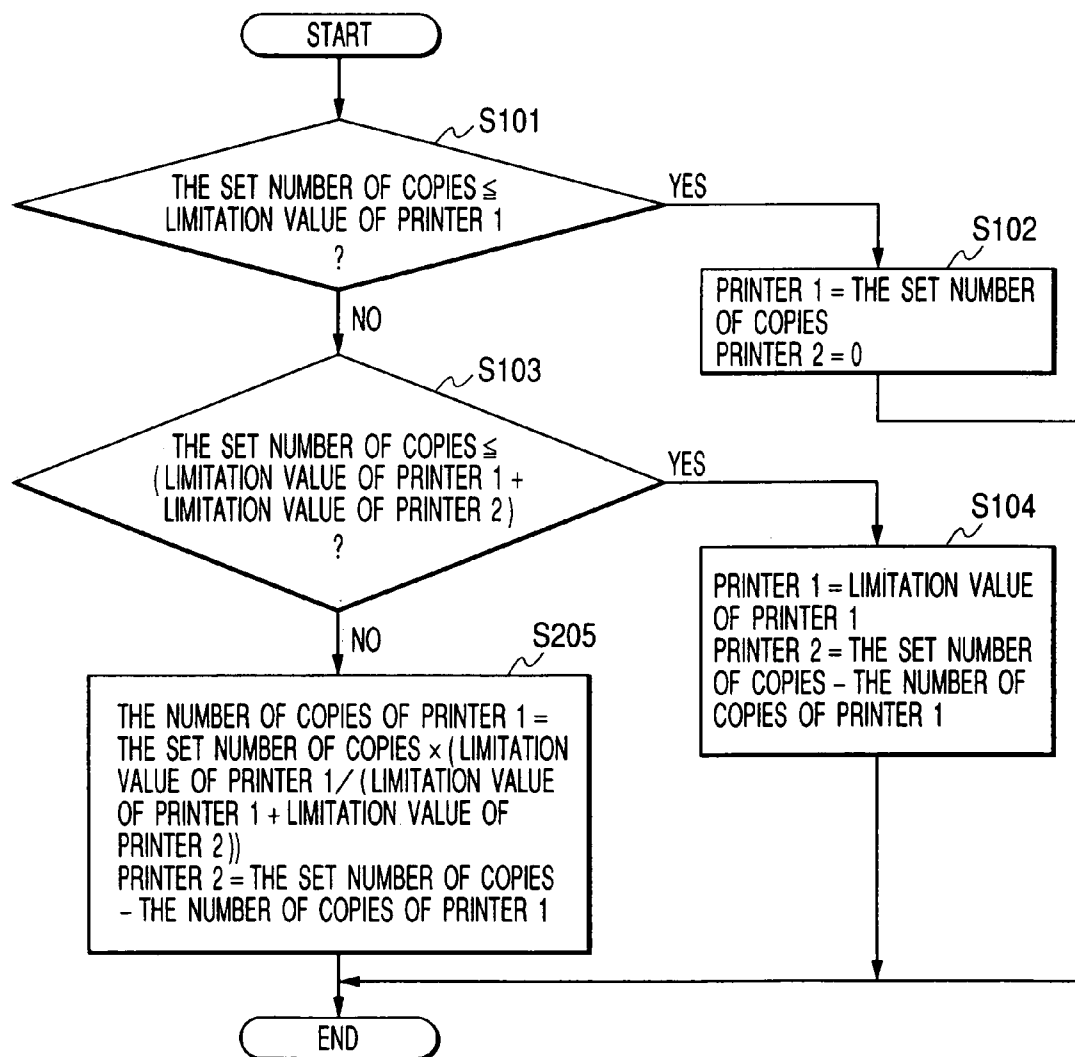 START
S101
THE SET NUMBER OF COPIES ≦
LIMITATION VALUE OF PRINTER 1
?
YES
NO
S102
PRINTER 1 = THE SET NUMBER
OF COPIES
PRINTER 2 = 0
S103
THE SET NUMBER OF COPIES ≦
(LIMITATION VALUE OF PRINTER 1 +
LIMITATION VALUE OF PRINTER 2)
?
YES
NO
S104
PRINTER 1 = LIMITATION VALUE
OF PRINTER 1
PRINTER 2 = THE SET NUMBER
OF COPIES – THE NUMBER OF
COPIES OF PRINTER 1
S205
THE NUMBER OF COPIES OF PRINTER 1 =
THE SET NUMBER OF COPIES × (LIMITATION
VALUE OF PRINTER 1 / (LIMITATION VALUE
OF PRINTER 1 + LIMITATION VALUE OF
PRINTER 2))
PRINTER 2 = THE SET NUMBER OF COPIES
– THE NUMBER OF COPIES OF PRINTER 1
END